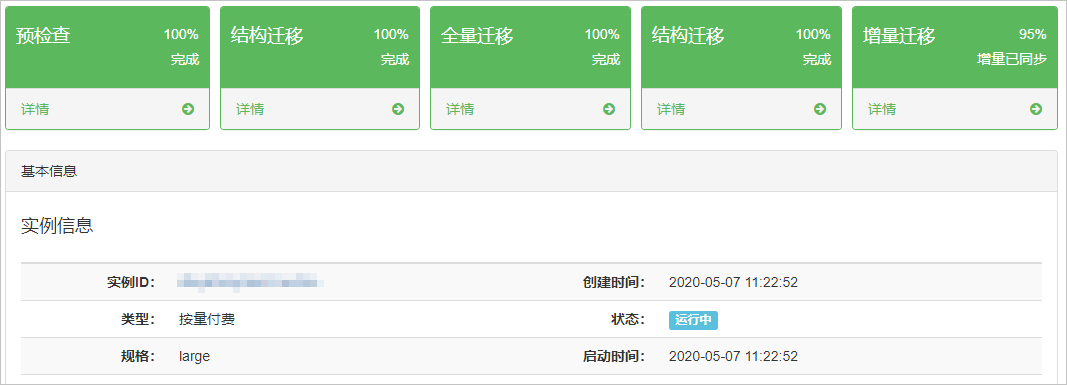 预检查 100% 完成
详情
结构迁移 100% 完成
详情
全量迁移 100% 完成
详情
结构迁移 100% 完成
详情
增量迁移 95% 增量已同步
详情
基本信息
实例信息
实例ID: 创建时间: 2020-05-07 11:22:52
类型: 按量付费 状态: 运行中
规格: large 启动时间: 2020-05-07 11:22:52